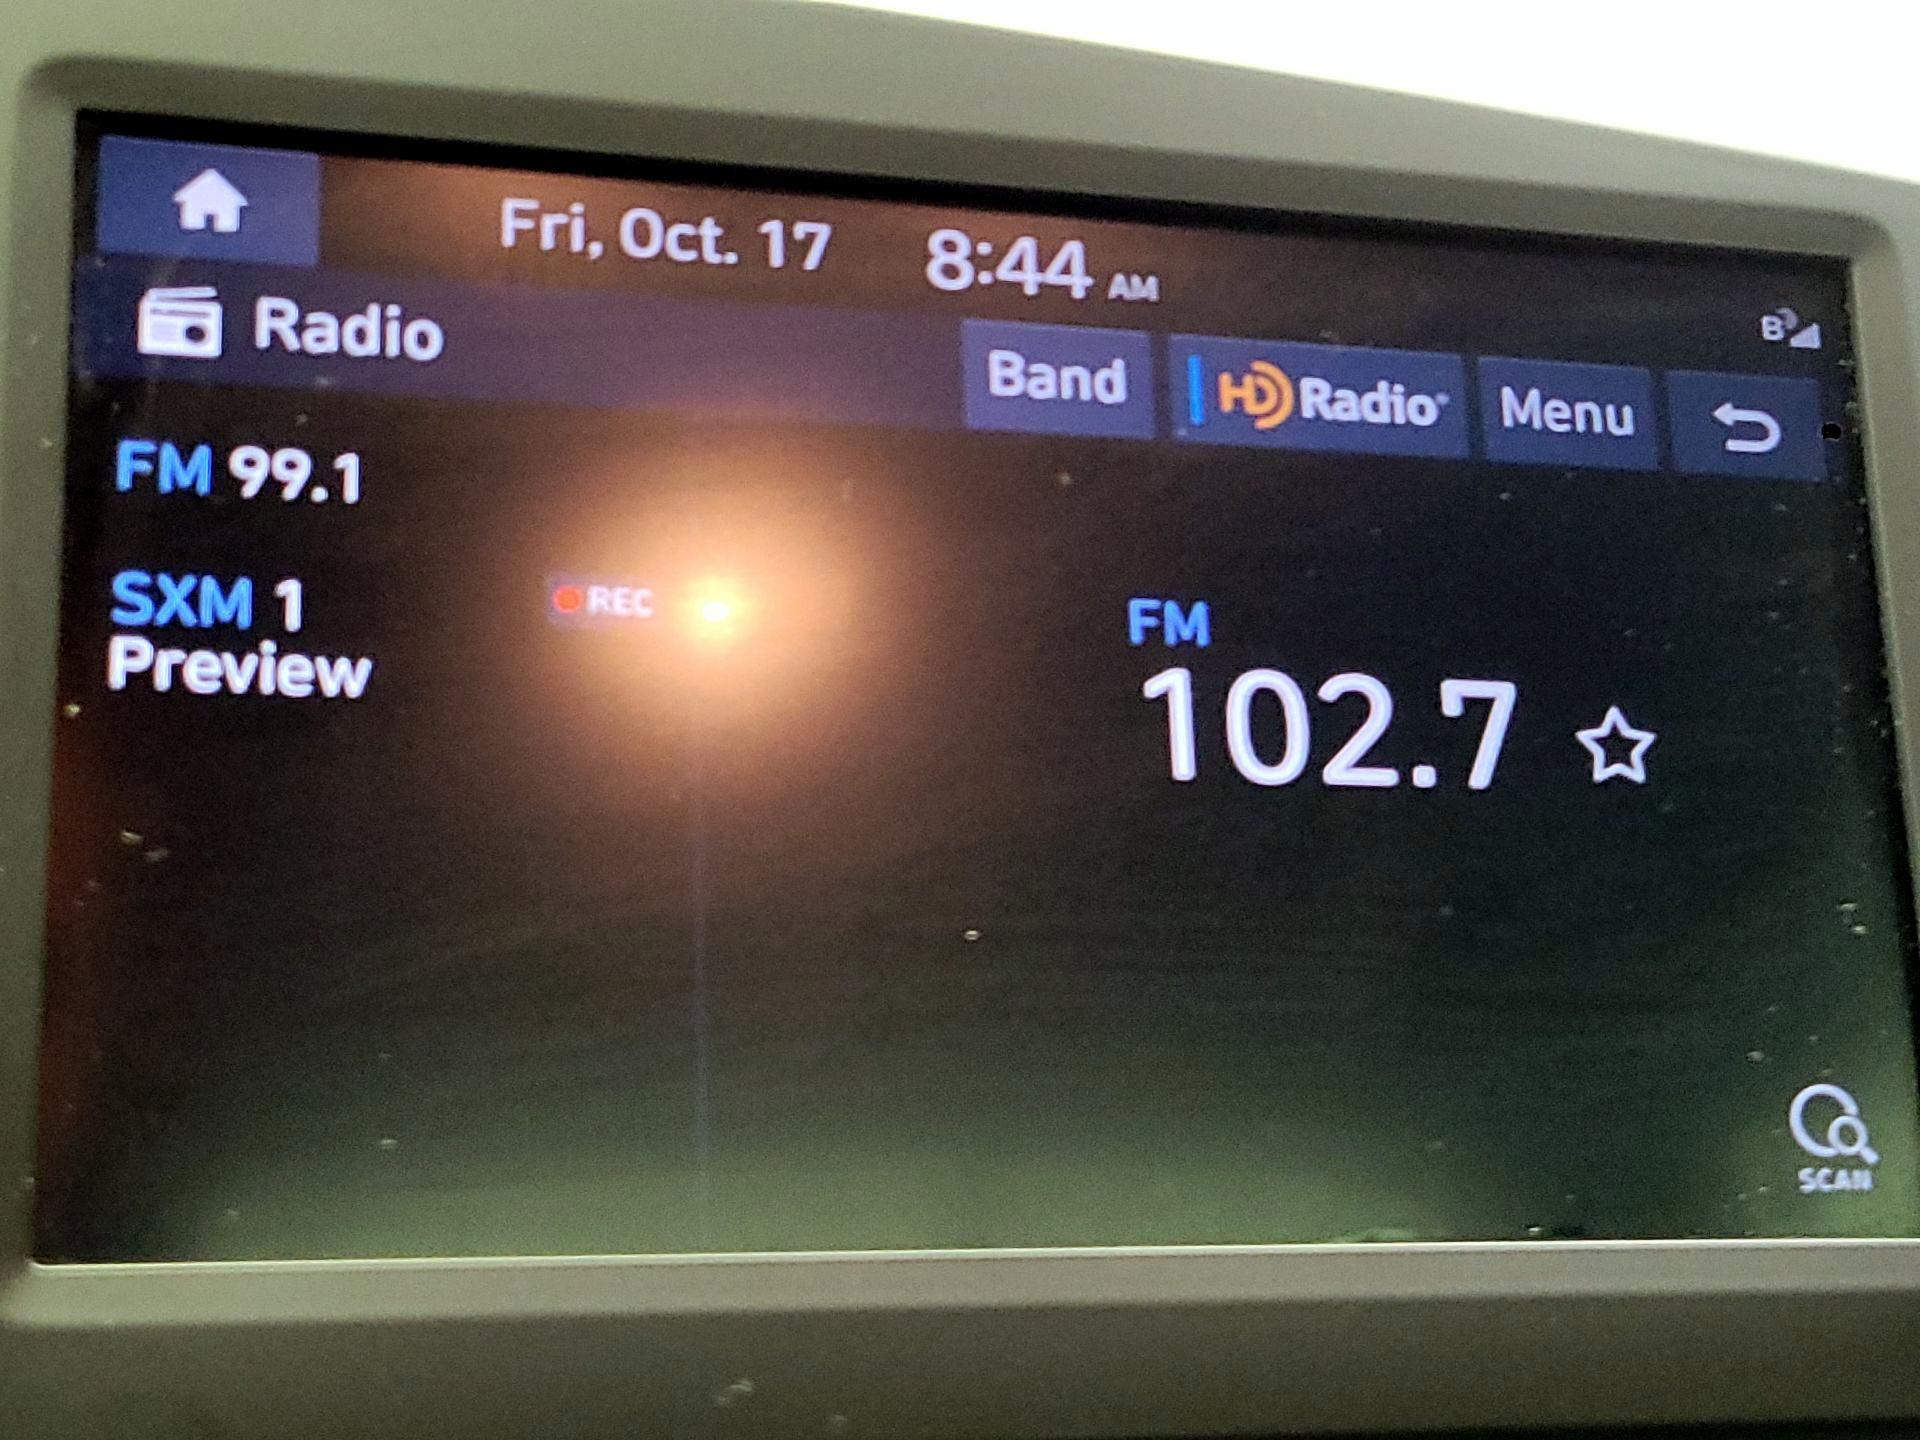 Fri, Oct. 17 8:44 AM
Radio
Band
HD Radio
Menu
FM 99.1
SXM 1
Preview
REC
FM
102.7
SCAN